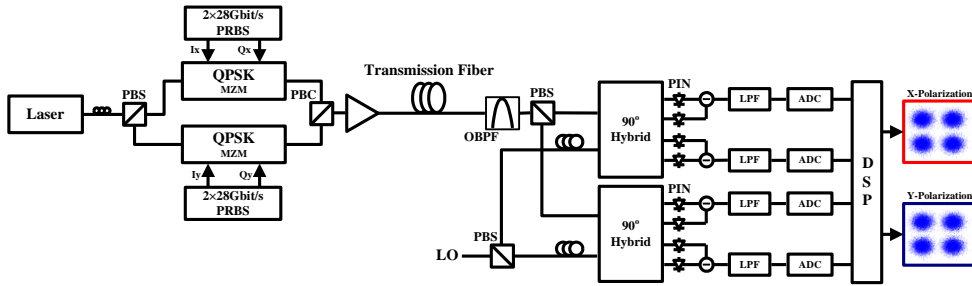 2×28Gbit/s
PRBS
Ix
Qx
QPSK
MZM
Laser
PBS
PBC
QPSK
MZM
Iy
Qy
2×28Gbit/s
PRBS
Transmission Fiber
OBPF
PBS
LO
PBS
90°
Hybrid
PIN
LPF
ADC
LPF
ADC
90°
Hybrid
PIN
LPF
ADC
LPF
ADC
D
S
P
X-Polarization
Y-Polarization